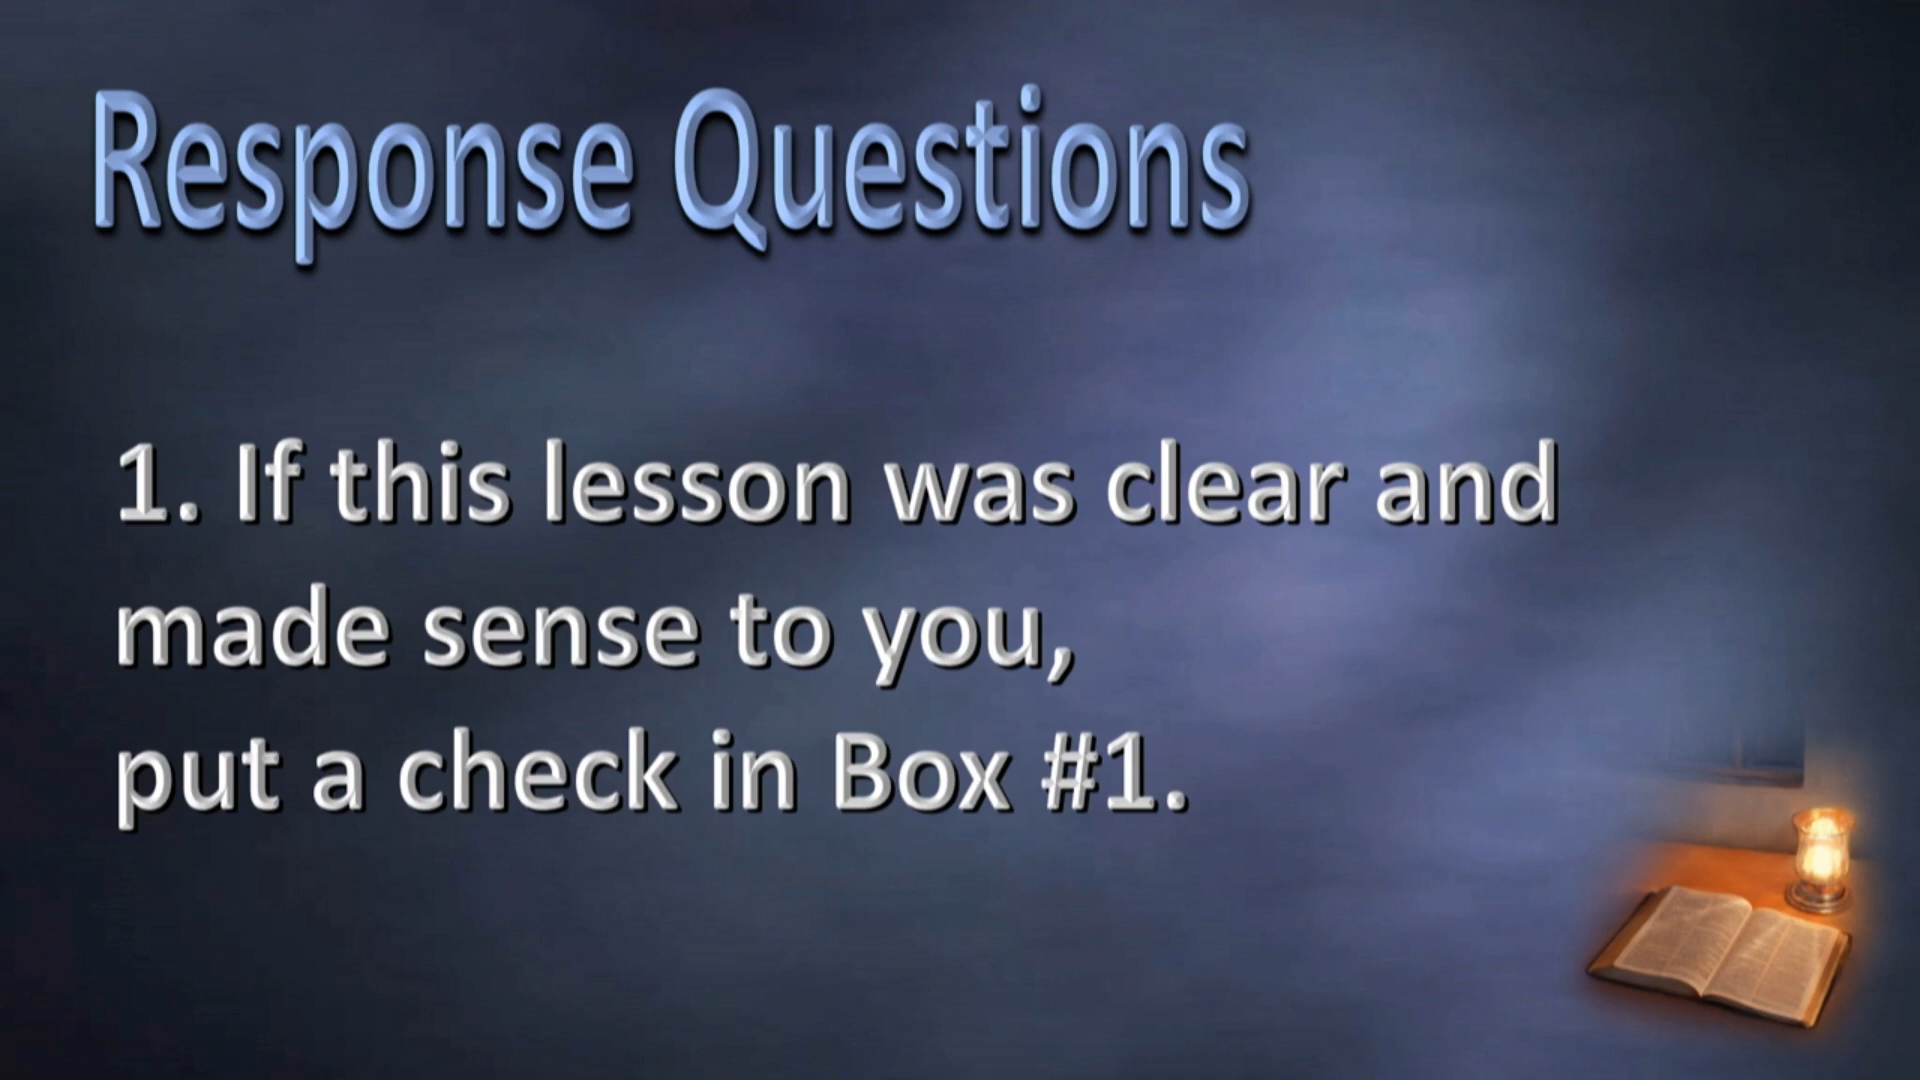 Response Questions
1. If this lesson was clear and
made sense to you,
put a check in Box #1.